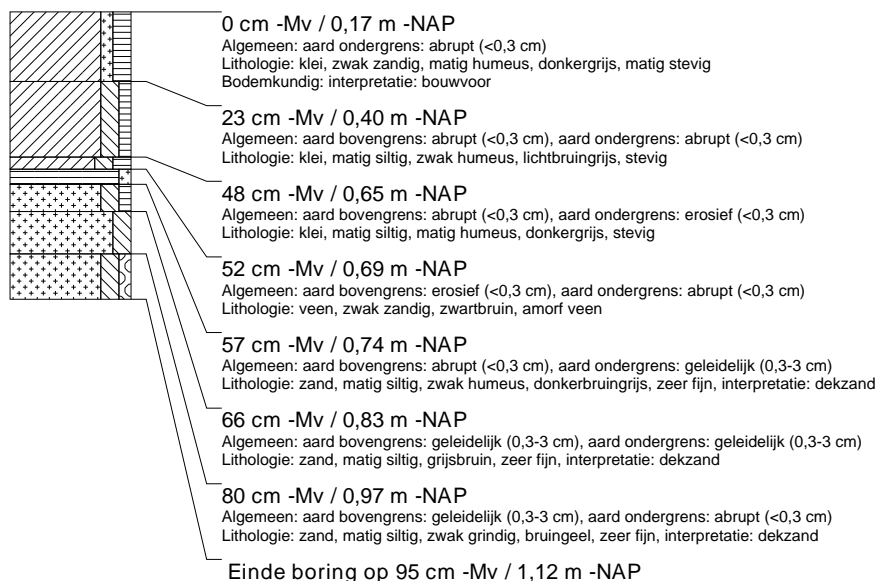 0 cm -Mv / 0,17 m -NAP
Algemeen: aard ondergrens: abrupt (<0,3 cm)
Lithologie: klei, zwak zandig, matig humeus, donkergrijs, matig stevig
Bodemkundig: interpretatie: bouwvoor
23 cm -Mv / 0,40 m -NAP
Algemeen: aard bovengrens: abrupt (<0,3 cm), aard ondergrens: abrupt (<0,3 cm)
Lithologie: klei, matig siltig, zwak humeus, lichtbruingrijs, stevig
48 cm -Mv / 0,65 m -NAP
Algemeen: aard bovengrens: abrupt (<0,3 cm), aard ondergrens: erosief (<0,3 cm)
Lithologie: klei, matig siltig, matig humeus, donkergrijs, stevig
52 cm -Mv / 0,69 m -NAP
Algemeen: aard bovengrens: erosief (<0,3 cm), aard ondergrens: abrupt (<0,3 cm)
Lithologie: veen, zwak zandig, zwartbruin, amorf veen
57 cm -Mv / 0,74 m -NAP
Algemeen: aard bovengrens: abrupt (<0,3 cm), aard ondergrens: geleidelijk (0,3-3 cm)
Lithologie: zand, matig siltig, zwak humeus, donkerbruingrijs, zeer fijn, interpretatie: dekzand
66 cm -Mv / 0,83 m -NAP
Algemeen: aard bovengrens: geleidelijk (0,3-3 cm), aard ondergrens: geleidelijk (0,3-3 cm)
Lithologie: zand, matig siltig, grijsbruin, zeer fijn, interpretatie: dekzand
80 cm -Mv / 0,97 m -NAP
Algemeen: aard bovengrens: geleidelijk (0,3-3 cm), aard ondergrens: abrupt (<0,3 cm)
Lithologie: zand, matig siltig, zwak grindig, bruingeel, zeer fijn, interpretatie: dekzand
Einde boring op 95 cm -Mv / 1,12 m -NAP